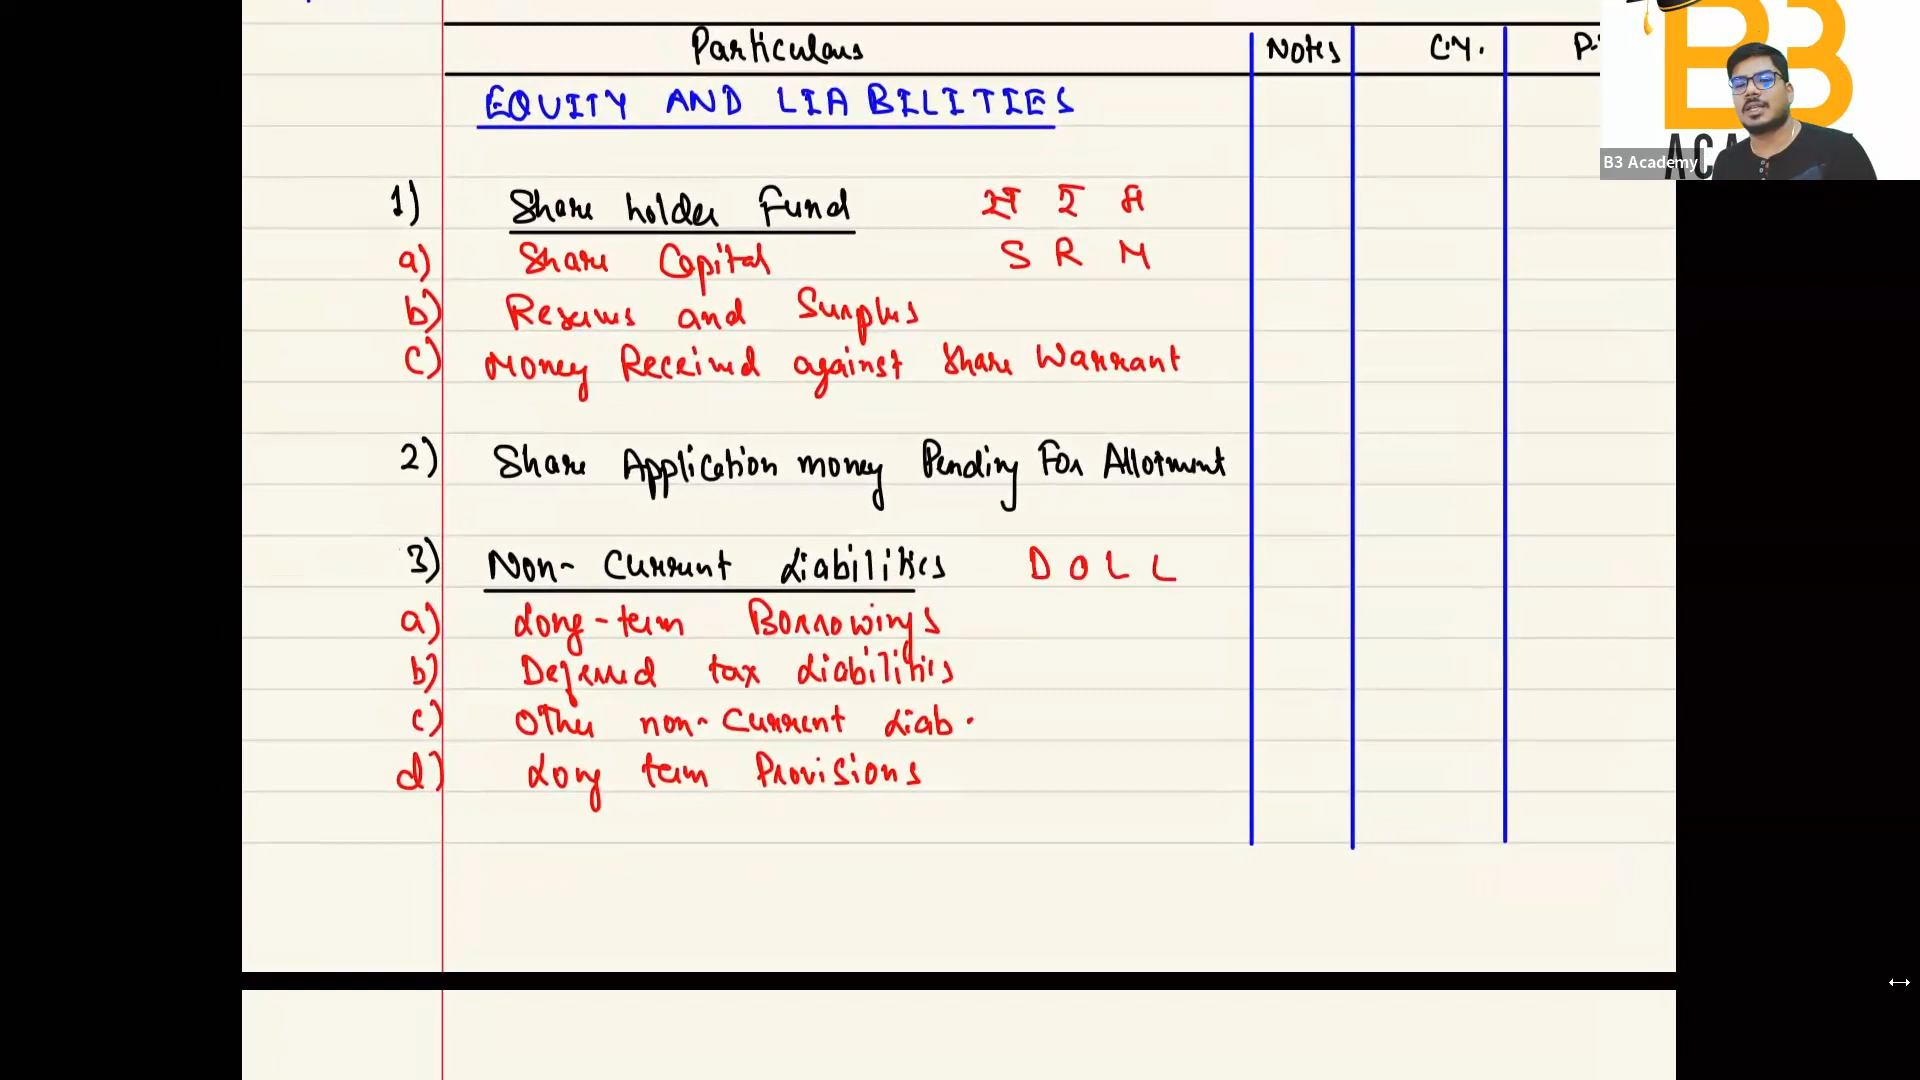 Particulars Notes C.Y. P.
EQUITY AND LIABILITIES
1) Share holder Fund स र म
a) Share Capital S R M
b) Reserves and Surplus
c) Money Received against Share Warrant
2) Share Application money Pending For Allotment
3) Non-Current Liabilities D O L L
a) Long-term Borrowings
b) Deferred tax Liabilities
c) Other non-Current Liab.
d) Long term Provisions
B3
ACA
B3 Academy